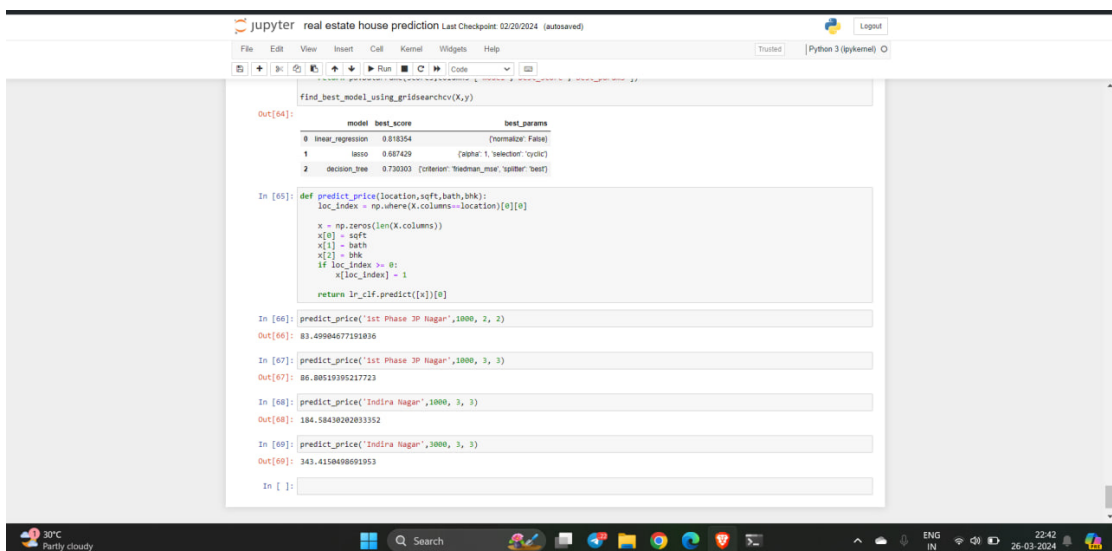 jupyter real estate house prediction Last Checkpoint: 02/20/2024 (autosaved)
Logout
File Edit View Insert Cell Kernel Widgets Help
Trusted
Python 3 (ipykernel)
Run
Code
find_best_model_using_gridsearchcv(X,y)
Out[64]:
model best_score best_params
0 linear_regression 0.818354 {'normalize': False}
1 lasso 0.687429 {'alpha': 1, 'selection': 'cyclic'}
2 decision_tree 0.730303 {'criterion': 'friedman_mse', 'splitter': 'best'}
In [65]: def predict_price(location,sqft,bath,bhk):
loc_index = np.where(X.columns==location)[0][0]
x = np.zeros(len(X.columns))
x[0] = sqft
x[1] = bath
x[2] = bhk
if loc_index >= 0:
x[loc_index] = 1
return lr_clf.predict([x])[0]
In [66]: predict_price('1st Phase JP Nagar',1000, 2, 2)
Out[66]: 83.49904677191036
In [67]: predict_price('1st Phase JP Nagar',1000, 3, 3)
Out[67]: 86.80519395217723
In [68]: predict_price('Indira Nagar',1000, 3, 3)
Out[68]: 184.58430202033352
In [69]: predict_price('Indira Nagar',3000, 3, 3)
Out[69]: 343.4150498691953
In [ ]:
30°C
Partly cloudy
Search
ENG
IN
22:42
26-03-2024